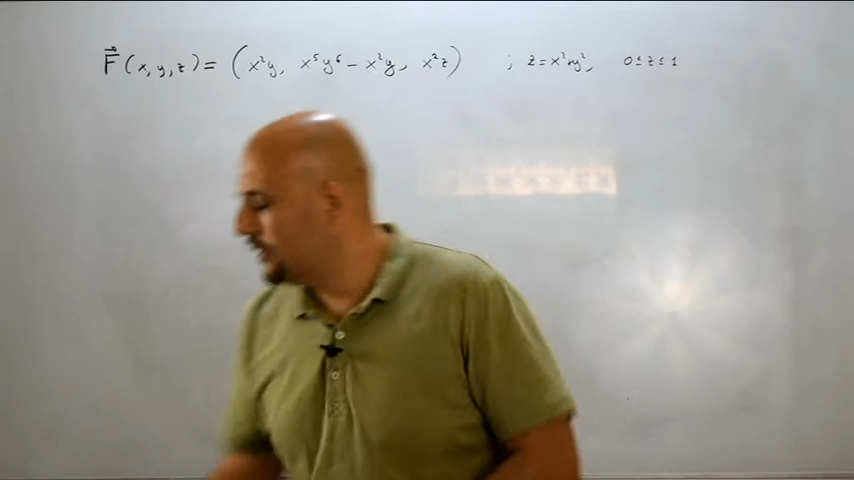 F⃗(x,y,z) = (x²y, x⁵y⁶ - x²y, x²z) ; z=x²+y², 0≤z≤1